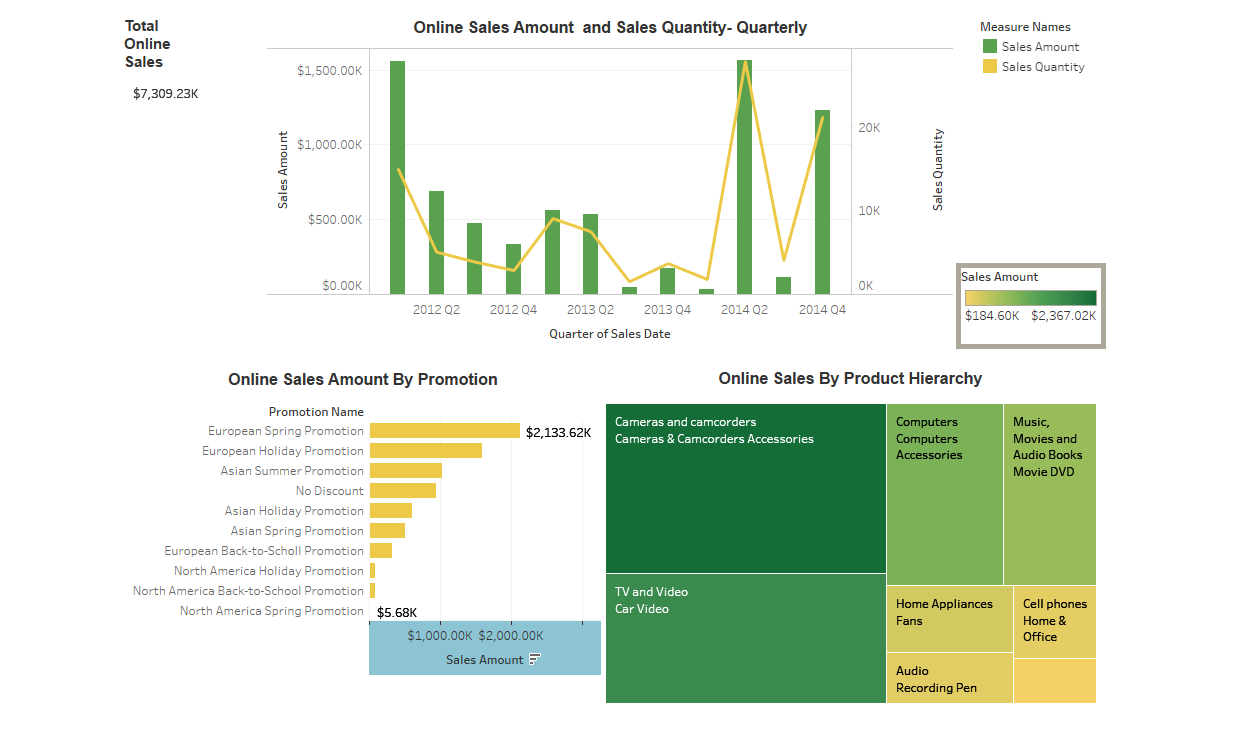 Total
Online
Sales
$7,309.23K
Online Sales Amount  and Sales Quantity- Quarterly
Measure Names
Sales Amount
Sales Quantity
Sales Amount
$1,500.00K
$1,000.00K
$500.00K
$0.00K
20K
10K
0K
Sales Quantity
2012 Q2
2012 Q4
2013 Q2
2013 Q4
2014 Q2
2014 Q4
Quarter of Sales Date
Sales Amount
$184.60K
$2,367.02K
Online Sales Amount By Promotion
Promotion Name
European Spring Promotion
$2,133.62K
European Holiday Promotion
Asian Summer Promotion
No Discount
Asian Holiday Promotion
Asian Spring Promotion
European Back-to-Scholl Promotion
North America Holiday Promotion
North America Back-to-School Promotion
North America Spring Promotion
$5.68K
$1,000.00K
$2,000.00K
Sales Amount
Online Sales By Product Hierarchy
Cameras and camcorders
Cameras & Camcorders Accessories
TV and Video
Car Video
Computers
Computers
Accessories
Music,
Movies and
Audio Books
Movie DVD
Home Appliances
Fans
Cell phones
Home &
Office
Audio
Recording Pen